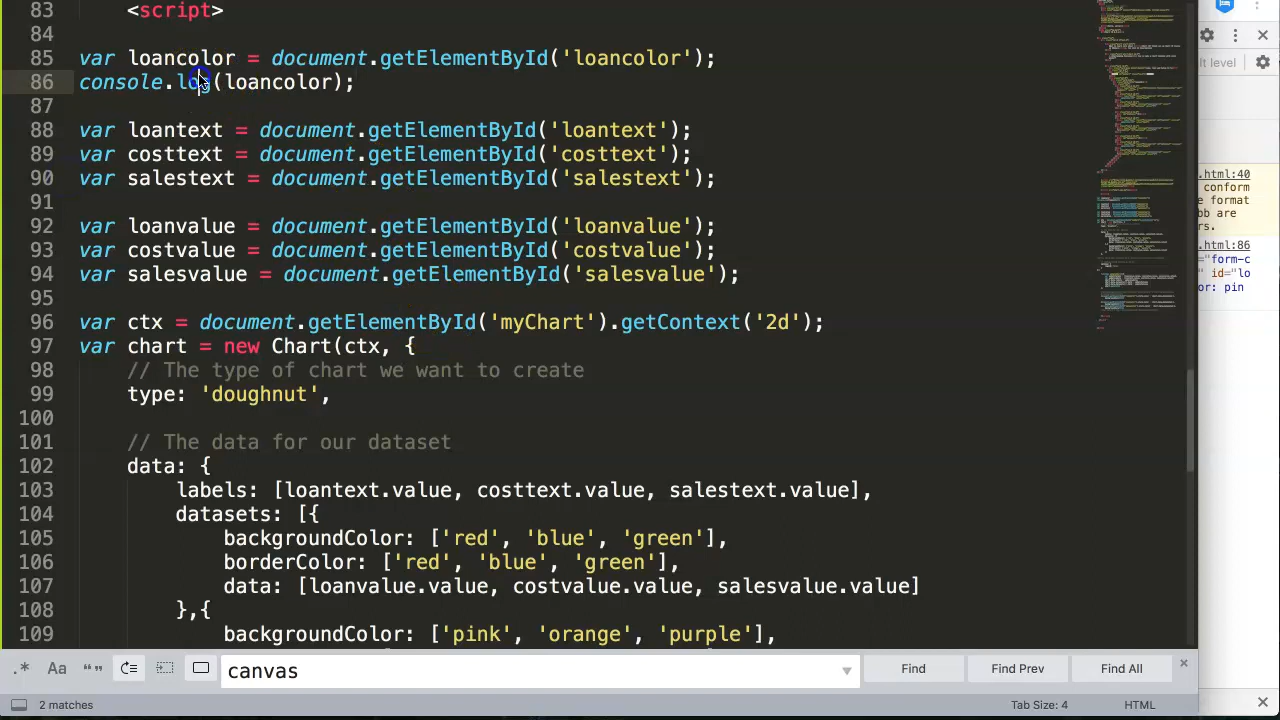 83 <script>
84
85 var loancolor = document.getElementById('loancolor');
86 console.log(loancolor);
87
88 var loantext = document.getElementById('loantext');
89 var costtext = document.getElementById('costtext');
90 var salestext = document.getElementById('salestext');
91
92 var loanvalue = document.getElementById('loanvalue');
93 var costvalue = document.getElementById('costvalue');
94 var salesvalue = document.getElementById('salesvalue');
95
96 var ctx = document.getElementById('myChart').getContext('2d');
97 var chart = new Chart(ctx, {
98 // The type of chart we want to create
99 type: 'doughnut',
100
101 // The data for our dataset
102 data: {
103 labels: [loantext.value, costtext.value, salestext.value],
104 datasets: [{
105 backgroundColor: ['red', 'blue', 'green'],
106 borderColor: ['red', 'blue', 'green'],
107 data: [loanvalue.value, costvalue.value, salesvalue.value]
108 },{
109 backgroundColor: ['pink', 'orange', 'purple'],
.* Aa “” canvas Find Find Prev Find All
2 matches Tab Size: 4 HTML
ult level
.html:40
conform
e format
bb are
rs.
.html:86
="form-c
" id="lo
or: pin